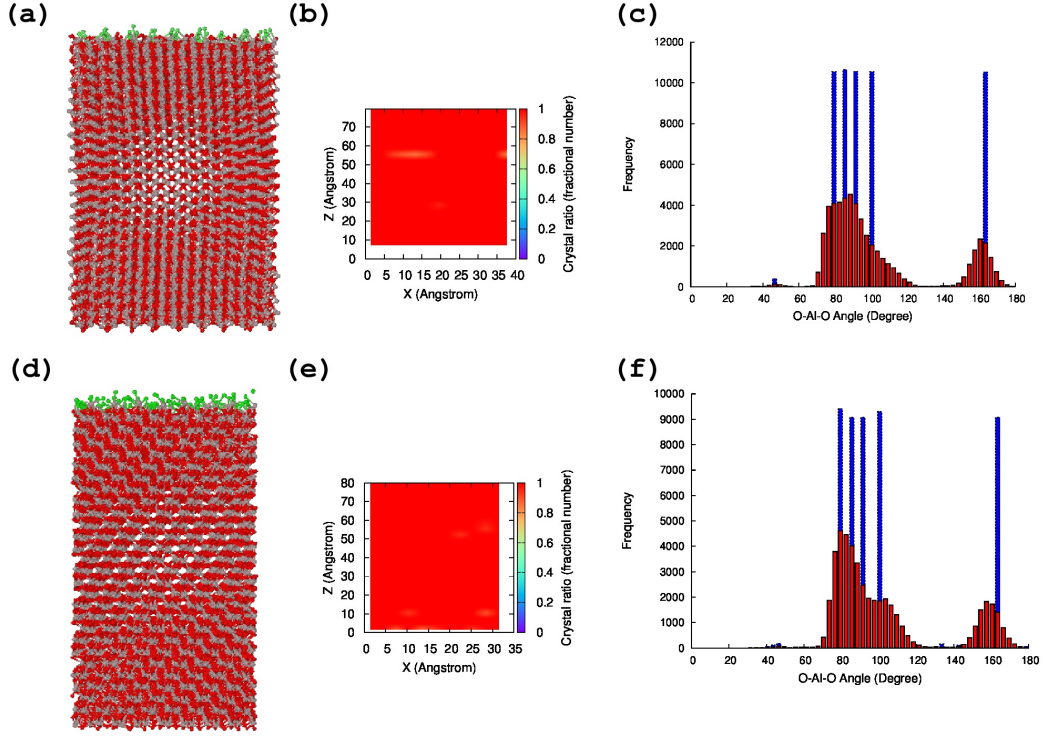 (a)
(b)
(c)
Z (Angstrom)
70
60
50
40
30
20
10
0
0 5 10 15 20 25 30 35 40
X (Angstrom)
1
0.8
0.6
0.4
0.2
0
Crystal ratio (fractional number)
Frequency
12000
10000
8000
6000
4000
2000
0
0 20 40 60 80 100 120 140 160 180
O-Al-O Angle (Degree)
(d)
(e)
(f)
Z (Angstrom)
80
70
60
50
40
30
20
10
0
0 5 10 15 20 25 30 35
X (Angstrom)
1
0.8
0.6
0.4
0.2
0
Crystal ratio (fractional number)
Frequency
10000
9000
8000
7000
6000
5000
4000
3000
2000
1000
0
0 20 40 60 80 100 120 140 160 180
O-Al-O Angle (Degree)